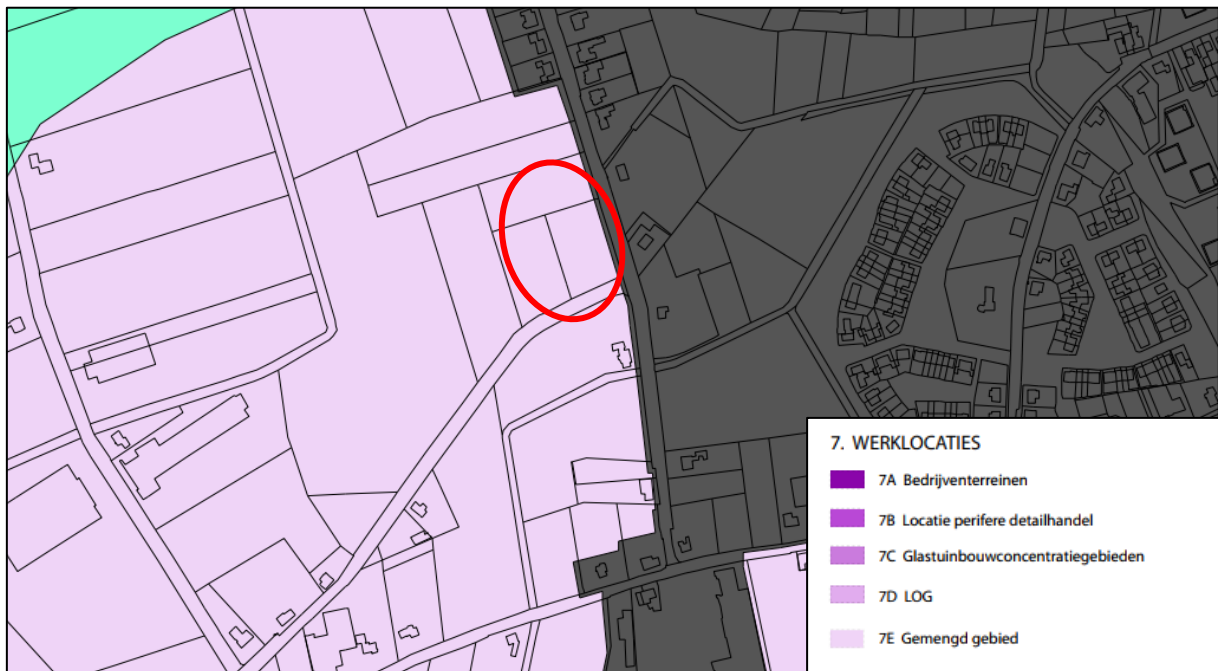 7. WERKLOCATIES
7A Bedrijventerreinen
7B Locatie perifere detailhandel
7C Glastuinbouwconcentratiegebieden
7D LOG
7E Gemengd gebied